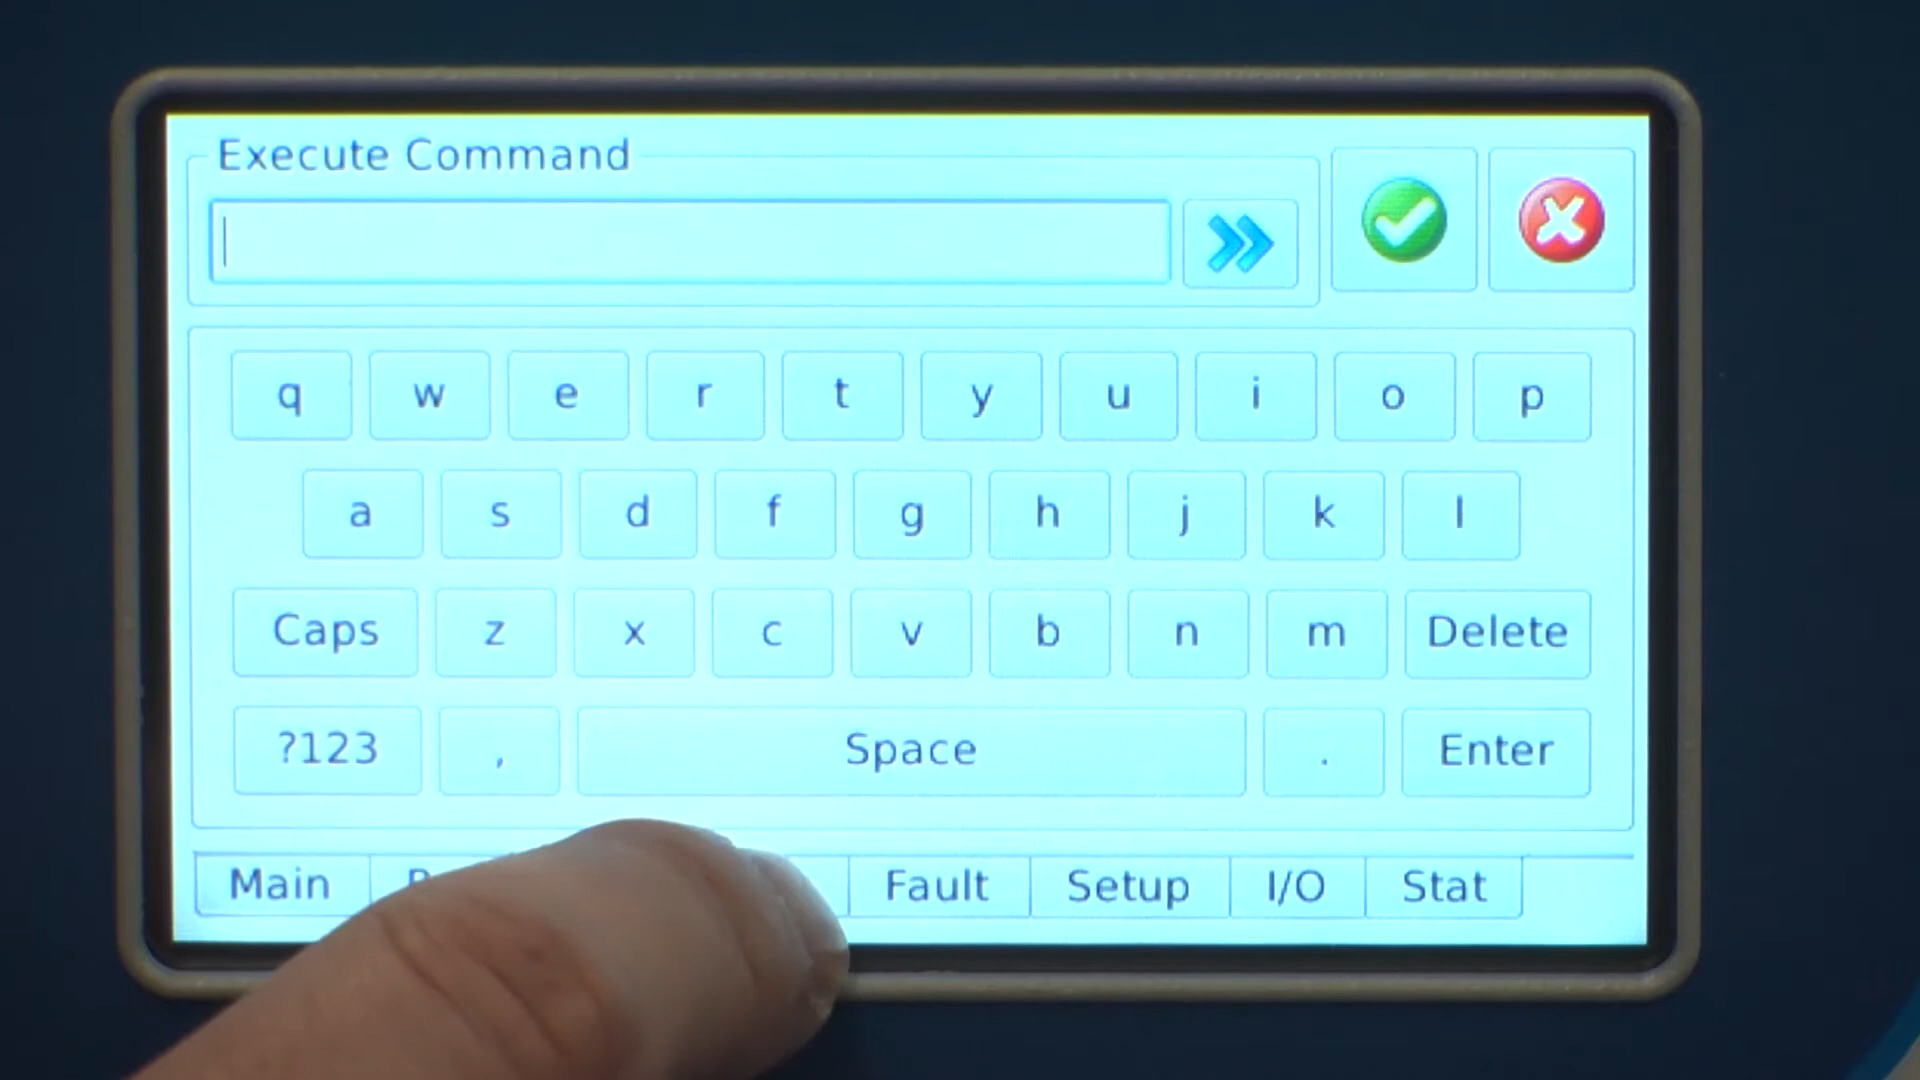 Execute Command
q w e r t y u i o p
a s d f g h j k l
Caps z x c v b n m Delete
?123 , Space . Enter
Main Fault Setup I/O Stat